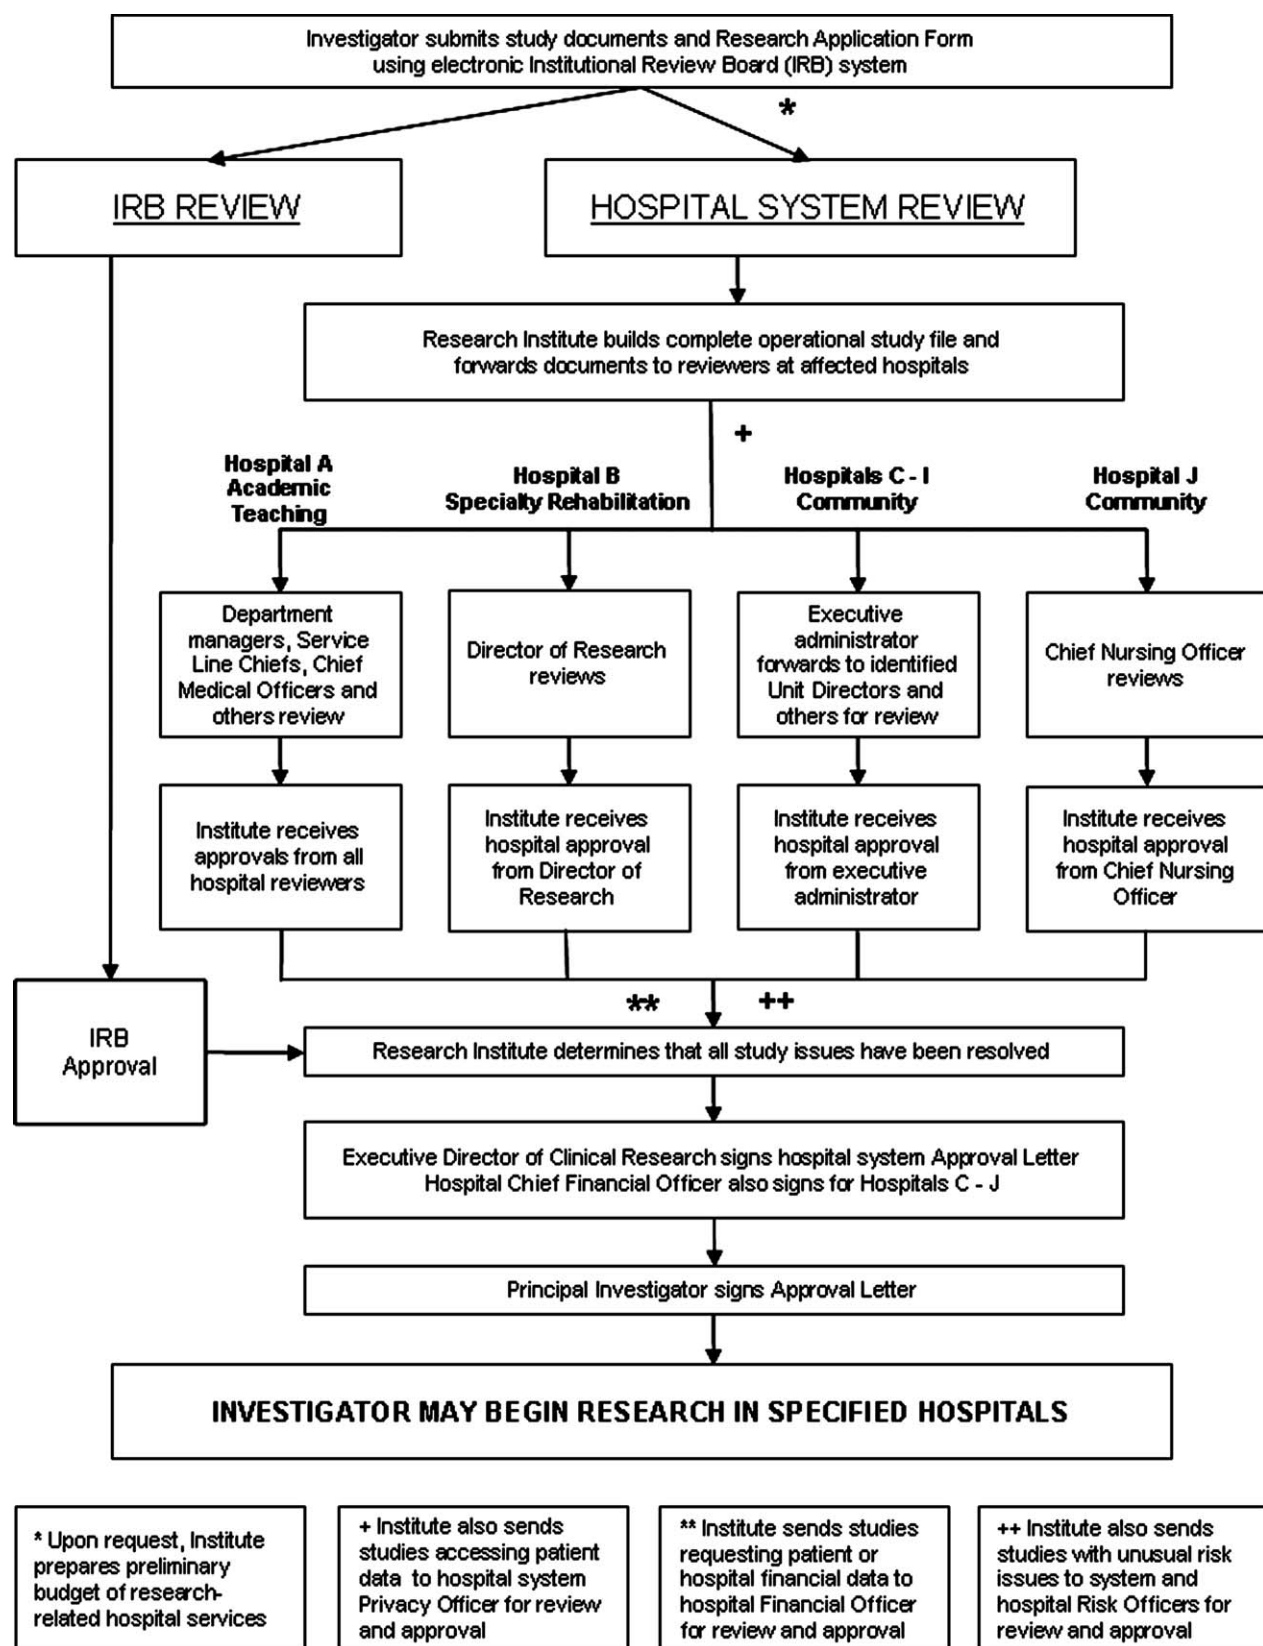 Investigator submits study documents and Research Application Form
using electronic Institutional Review Board (IRB) system
*
IRB REVIEW
HOSPITAL SYSTEM REVIEW
Research Institute builds complete operational study file and
forwards documents to reviewers at affected hospitals
+
Hospital A
Academic
Teaching
Hospital B
Specialty Rehabilitation
Hospitals C - I
Community
Hospital J
Community
Department
managers, Service
Line Chiefs, Chief
Medical Officers and
others review
Director of Research
reviews
Executive
administrator
forwards to identified
Unit Directors and
others for review
Chief Nursing Officer
reviews
Institute receives
approvals from all
hospital reviewers
Institute receives
hospital approval
from Director of
Research
Institute receives
hospital approval
from executive
administrator
Institute receives
hospital approval
from Chief Nursing
Officer
** ++
IRB
Approval
Research Institute determines that all study issues have been resolved
Executive Director of Clinical Research signs hospital system Approval Letter
Hospital Chief Financial Officer also signs for Hospitals C - J
Principal Investigator signs Approval Letter
INVESTIGATOR MAY BEGIN RESEARCH IN SPECIFIED HOSPITALS
* Upon request, Institute
prepares preliminary
budget of research-
related hospital services
+ Institute also sends
studies accessing patient
data to hospital system
Privacy Officer for review
and approval
** Institute sends studies
requesting patient or
hospital financial data to
hospital Financial Officer
for review and approval
++ Institute also sends
studies with unusual risk
issues to system and
hospital Risk Officers for
review and approval